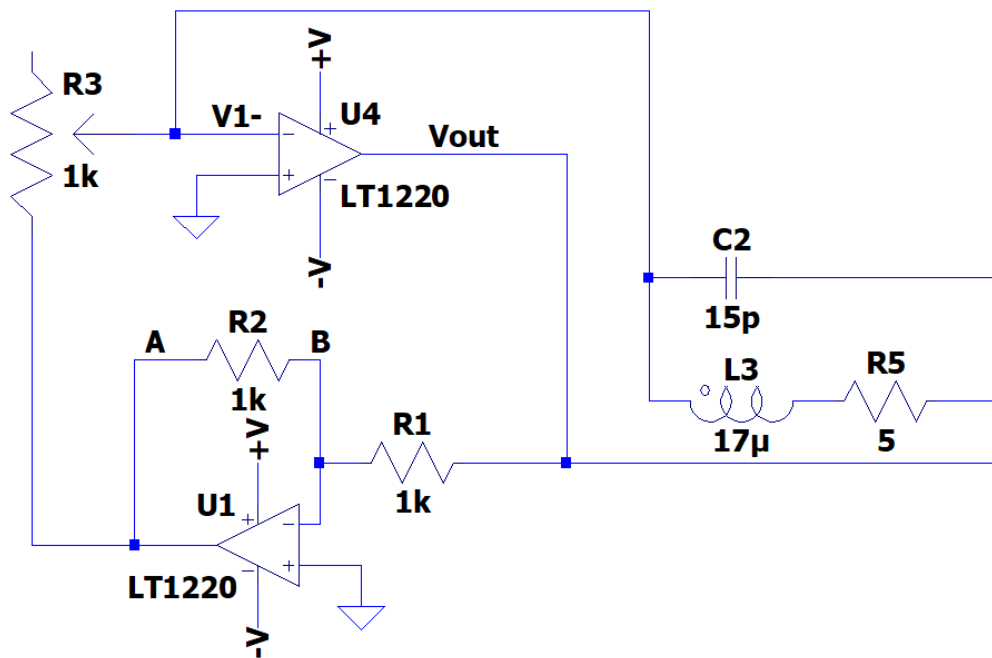 +V
R3
V1-
U4
Vout
1k
LT1220
-V
C2
15p
A
R2
B
L3
R5
1k
+V
R1
17µ
5
1k
U1
LT1220
-V